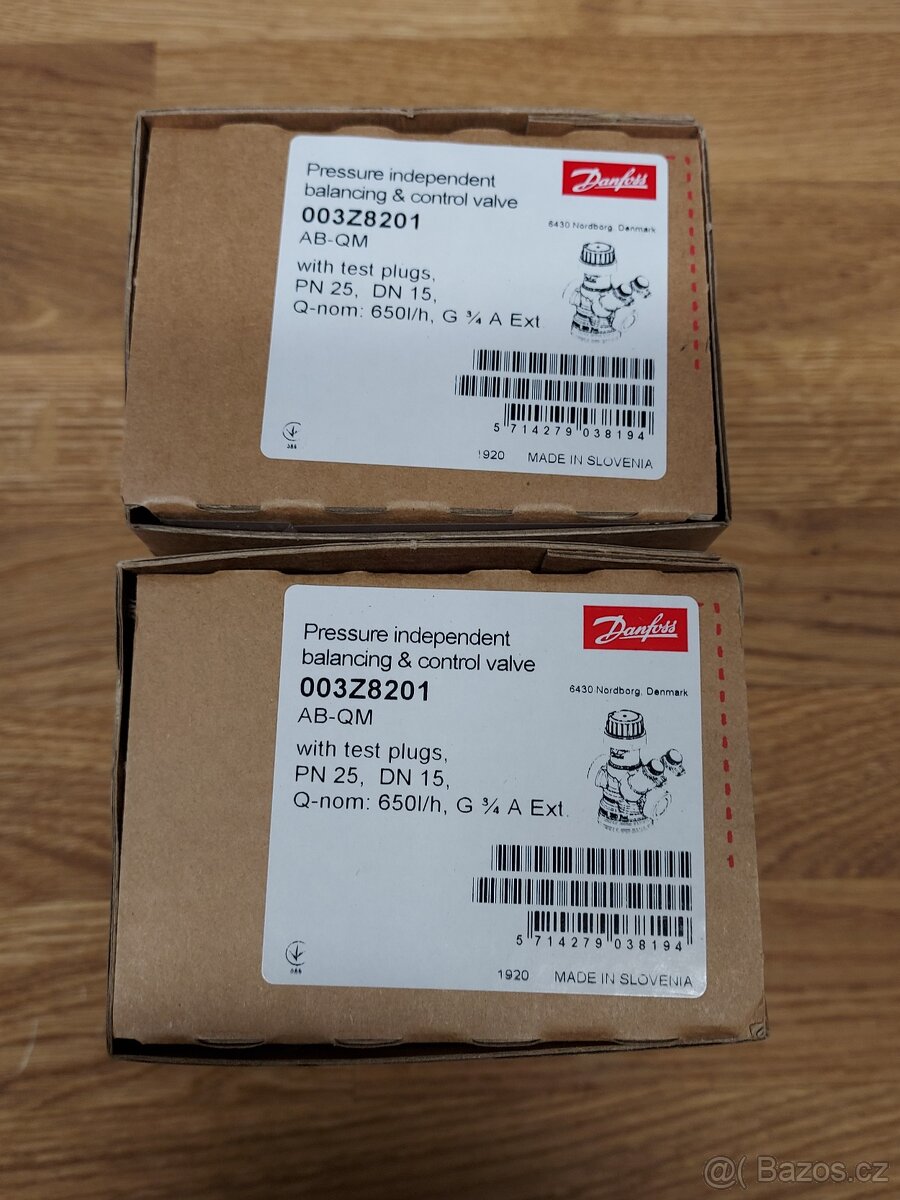 Pressure independent
balancing & control valve
003Z8201
AB-QM
with test plugs,
PN 25, DN 15,
Q-nom: 650l/h, G ¾ A Ext.
Danfoss
6430 Nordborg, Denmark
5 714279 038194
1920 MADE IN SLOVENIA
Pressure independent
balancing & control valve
003Z8201
AB-QM
with test plugs,
PN 25, DN 15,
Q-nom: 650l/h, G ¾ A Ext.
Danfoss
6430 Nordborg, Denmark
5 714279 038194
1920 MADE IN SLOVENIA
@( Bazos.cz